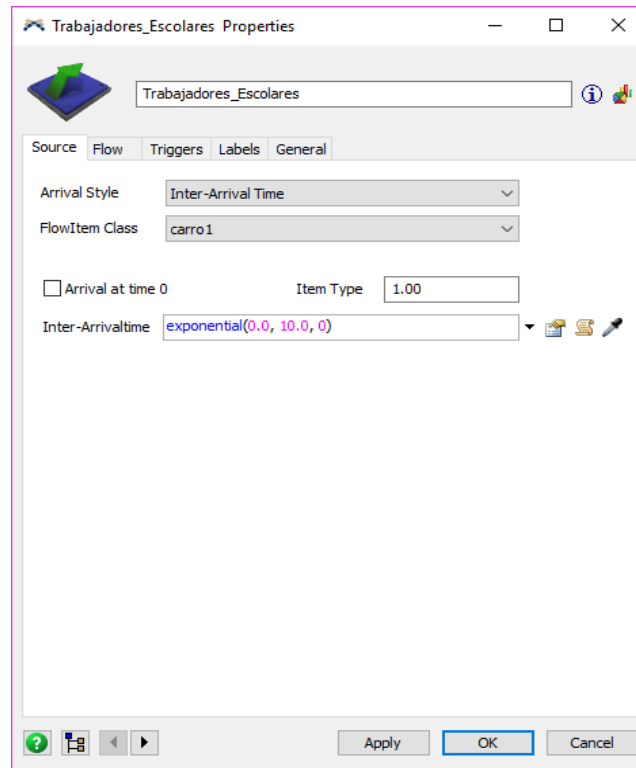 Trabajadores_Escolares Properties
Trabajadores_Escolares
Source Flow Triggers Labels General
Arrival Style Inter-Arrival Time
FlowItem Class carro1
Arrival at time 0 Item Type 1.00
Inter-Arrivaltime exponential(0.0, 10.0, 0)
Apply OK Cancel